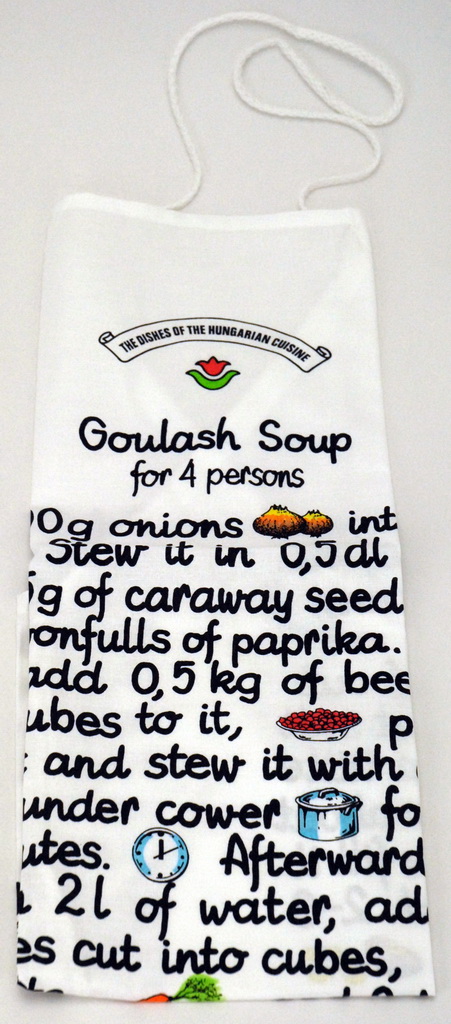 THE DISHES OF THE HUNGARIAN CUISINE
Goulash Soup
for 4 persons
0g onions int
Stew it in 0,5 dl
g of caraway seed
onfulls of paprika.
add 0,5 kg of bee
ubes to it, p
and stew it with
under cower fo
utes. Afterward
2l of water, ad
es cut into cubes,